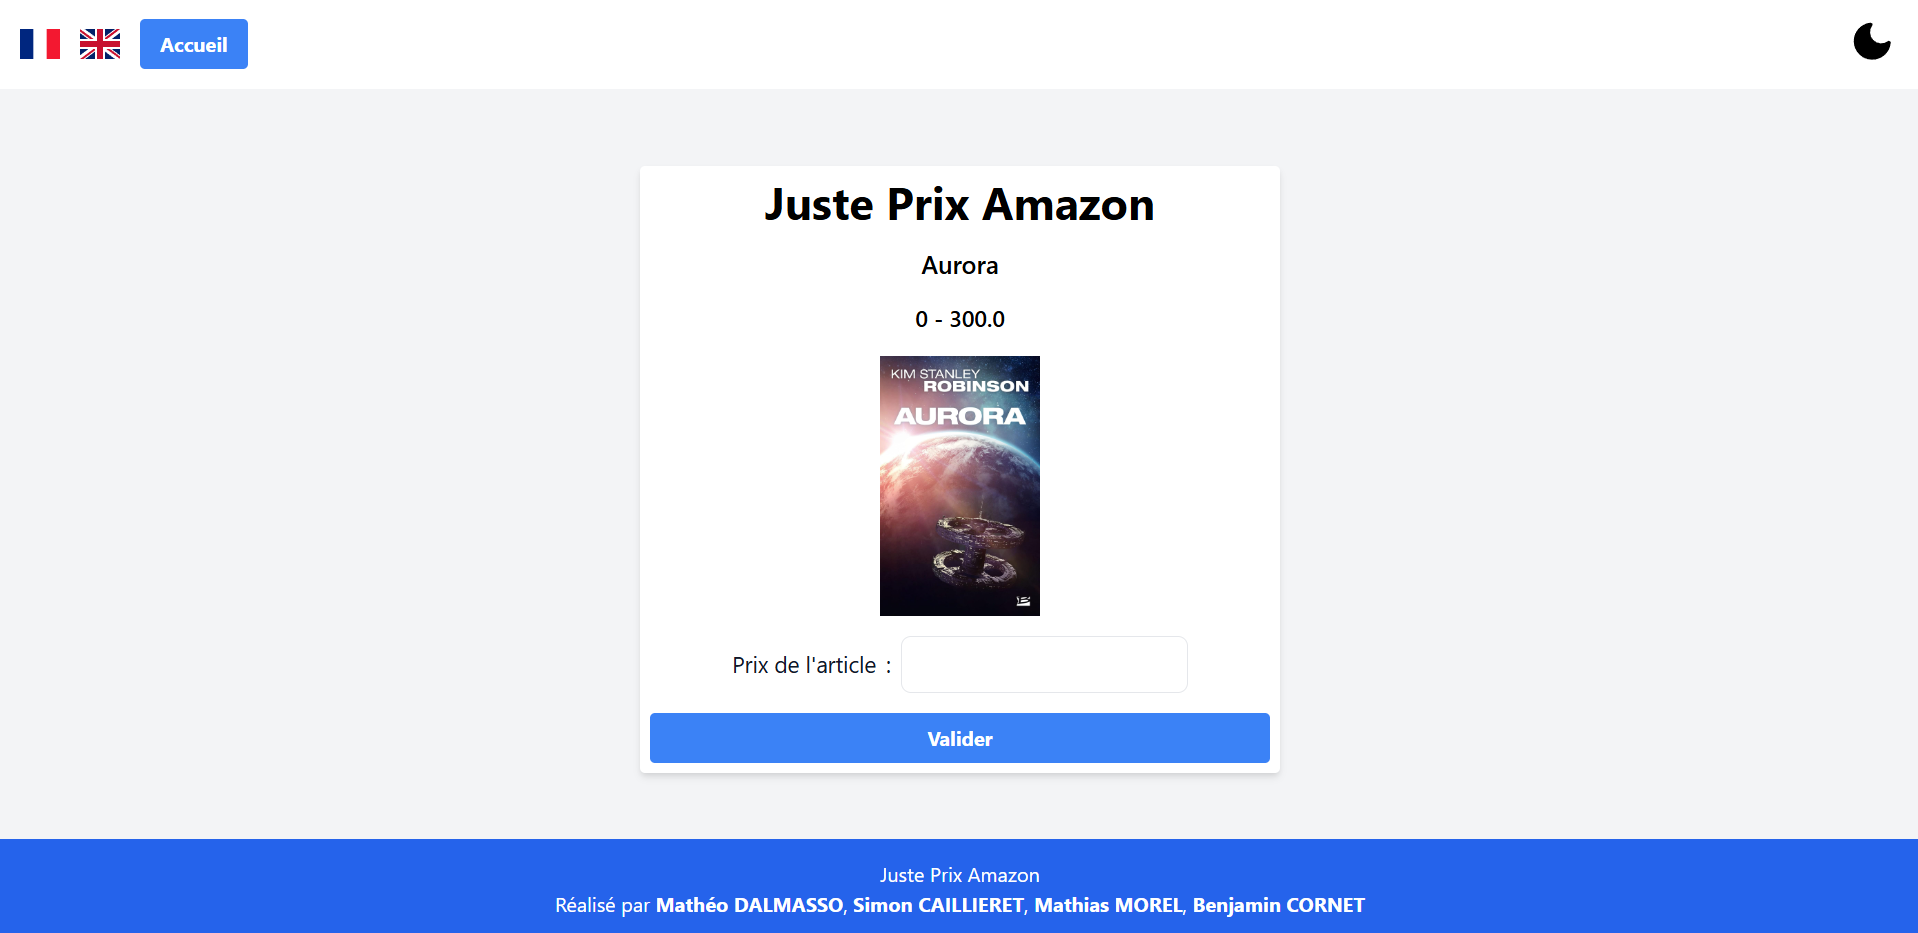 Accueil
Juste Prix Amazon
Aurora
0 - 300.0
KIM STANLEY
ROBINSON
AURORA
Prix de l'article :
Valider
Juste Prix Amazon
Réalisé par Mathéo DALMASSO, Simon CAILLIERET, Mathias MOREL, Benjamin CORNET